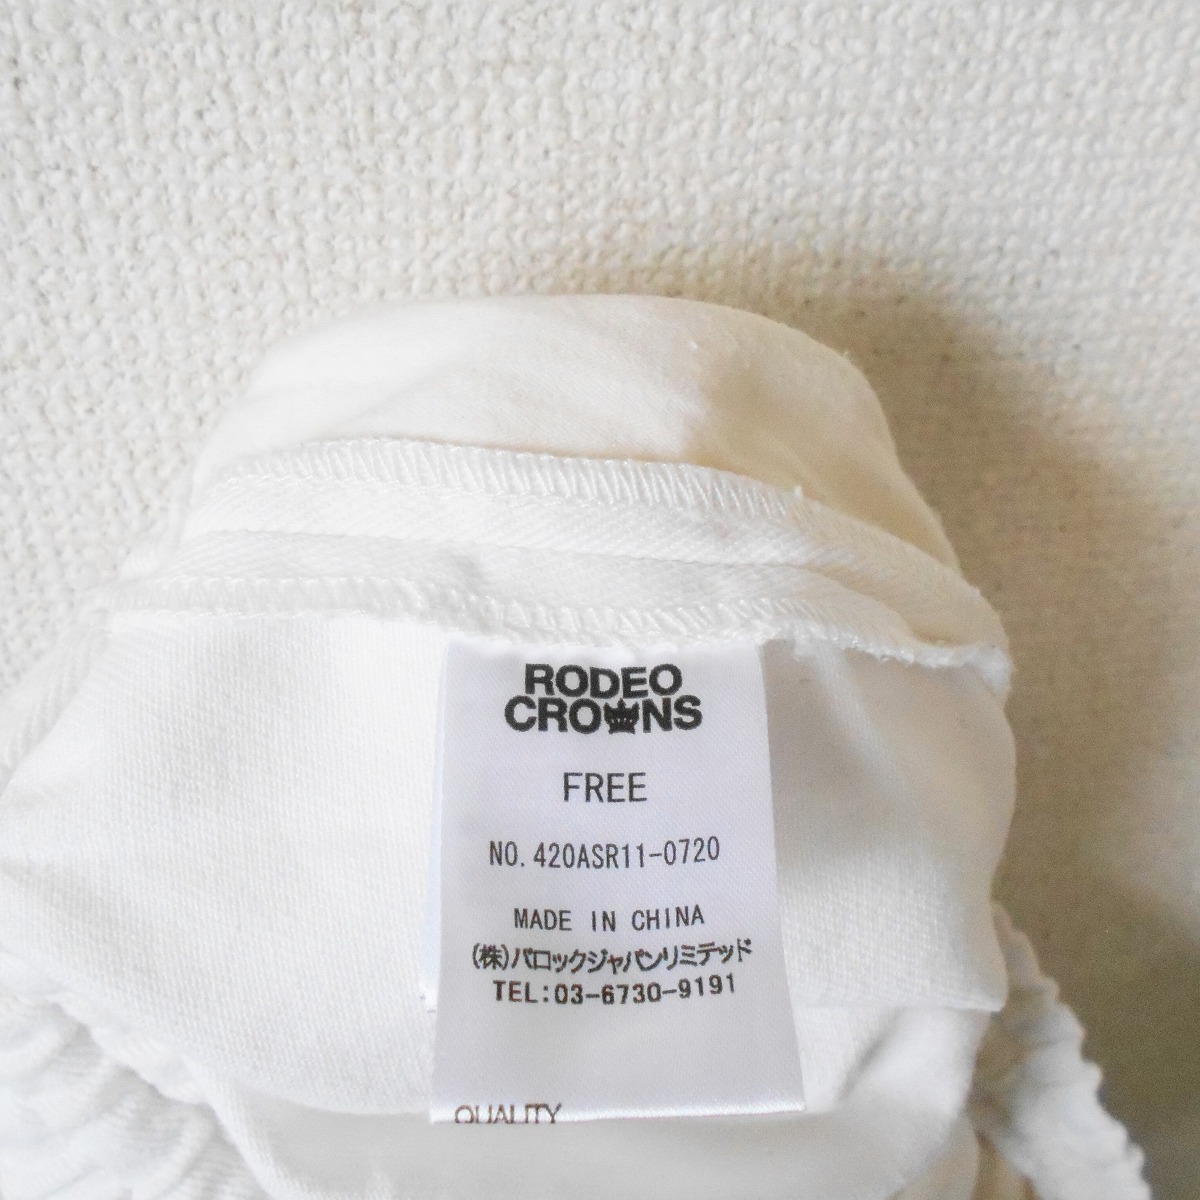 RODEO
CROWNS
FREE
NO. 420ASR11-0720
MADE IN CHINA
(株)バロックジャパンリミテッド
TEL:03-6730-9191
QUALITY